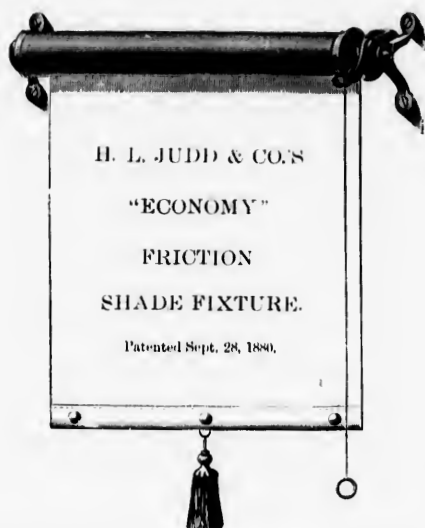 H. L. JUDD & CO.'S
"ECONOMY"
FRICTION
SHADE FIXTURE.
Patented Sept. 28, 1880.